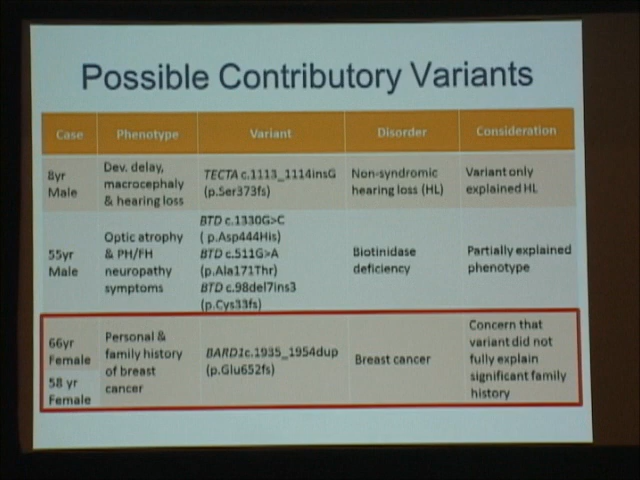 Possible Contributory Variants
Case Phenotype Variant Disorder Consideration
8yr
Male
Dev. delay,
macrocephaly
& hearing loss
TECTA c.1113_1114insG
(p.Ser373fs)
Non-syndromic
hearing loss (HL)
Variant only
explained HL
55yr
Male
Optic atrophy
& PH/FH
neuropathy
symptoms
BTD c.1330G>C
( p.Asp444His)
BTD c.511G>A
(p.Ala171Thr)
BTD c.98del7ins3
(p.Cys33fs)
Biotinidase
deficiency
Partially explained
phenotype
66yr
Female
58 yr
Female
Personal &
family history
of breast
cancer
BARD1c.1935_1954dup
(p.Glu652fs)
Breast cancer
Concern that
variant did not
fully explain
significant family
history